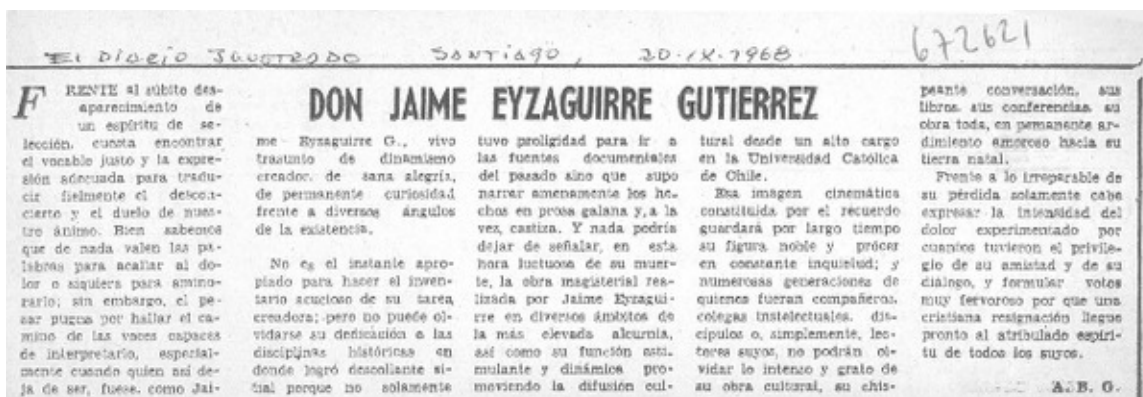 El Diario Ilustrado Santiago, 20-IX-1968
672621
DON JAIME EYZAGUIRRE GUTIERREZ
FRENTE al súbito des-
aparecimiento de
un espíritu de se-
lección, cuesta encontrar
el vocable justo y la expre-
sión adecuada para tradu-
cir fielmente el descon-
cierto y el duelo de nues-
tro ánimo. Bien sabemos
que de nada valen las pa-
labras para acallar al do-
lor o siquiera para amino-
rarlo; sin embargo, el pe-
sar pugna por hallar el ca-
mino de las voces capaces
de interpretarlo, especial-
mente cuando quien así de-
ja de ser, fuese, como Jai-
me Eyzaguirre G., vivo
trasunto de dinamismo
creador, de sana alegría,
de permanente curiosidad
frente a diversos ángulos
de la existencia.
No es el instante apro-
piado para hacer el inven-
tario acucioso de su tarea
creadora; pero no puede ol-
vidarse su dedicación a las
disciplinas históricas en
donde logró descollante si-
tial porque no solamente
tuvo prolijidad para ir a
las fuentes documentales
del pasado sino que supo
narrar amenamente los he-
chos en prosa galana y, a la
vez, castiza. Y nada podría
dejar de señalar, en esta
hora luctuosa de su muer-
te, la obra magisterial rea-
lizada por Jaime Eyzagui-
rre en diversos ámbitos de
la más elevada alcurnia,
así como su función esti-
mulante y dinámica pro-
moviendo la difusión cul-
tural desde un alto cargo
en la Universidad Católica
de Chile.
Esa imagen cinemática
constituida por el recuerdo
guardará por largo tiempo
su figura noble y prócer
en constante inquietud; y
numerosas generaciones de
quienes fueran compañeros,
colegas instelectuales, dis-
cípulos o, simplemente, lec-
tores suyos, no podrán ol-
vidar lo intenso y grato de
su obra cultural, su chis-
peante conversación, sus
libros, sus conferencias, su
obra toda, en permanente ar-
dimiento amoroso hacia su
tierra natal.
Frente a lo irreparable de
su pérdida solamente cabe
expresar la intensidad del
dolor experimentado por
cuantos tuvieron el privile-
gio de su amistad y de su
diálogo, y formular votos
muy fervoroso por que una
cristiana resignación llegue
pronto al atribulado espíri-
tu de todos los suyos.
A. B. G.